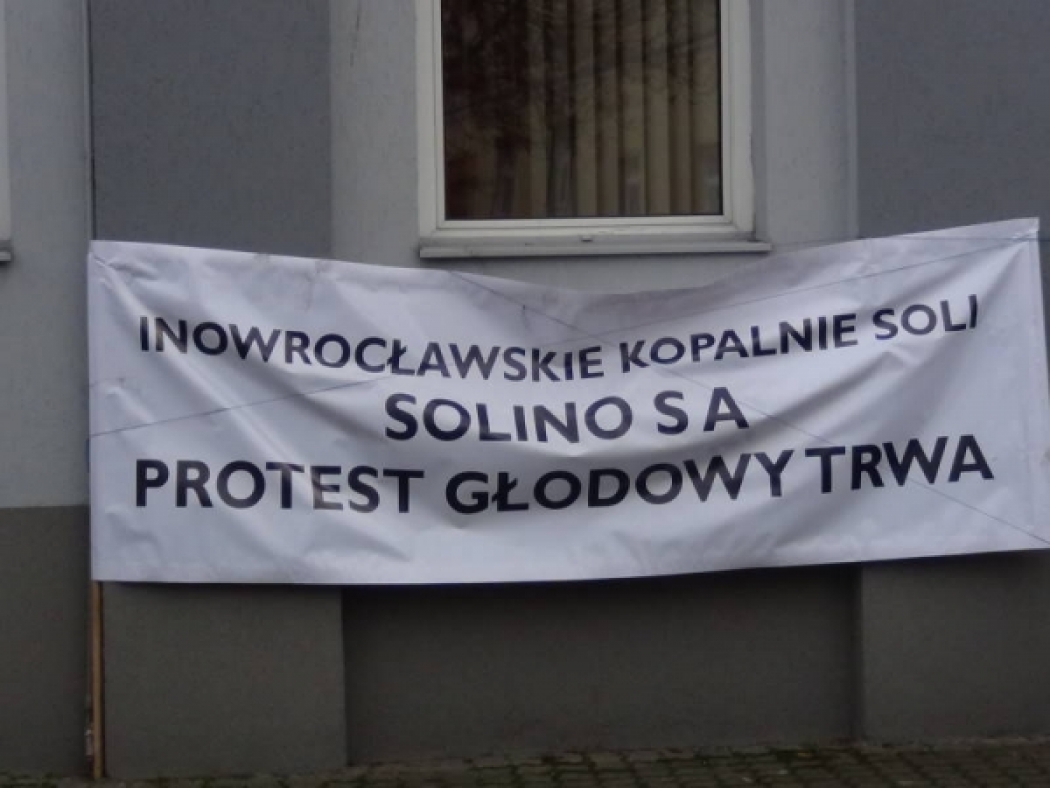 INOWROCŁAWSKIE KOPALNIE SOLI
SOLINO S A
PROTEST GŁODOWY TRWA